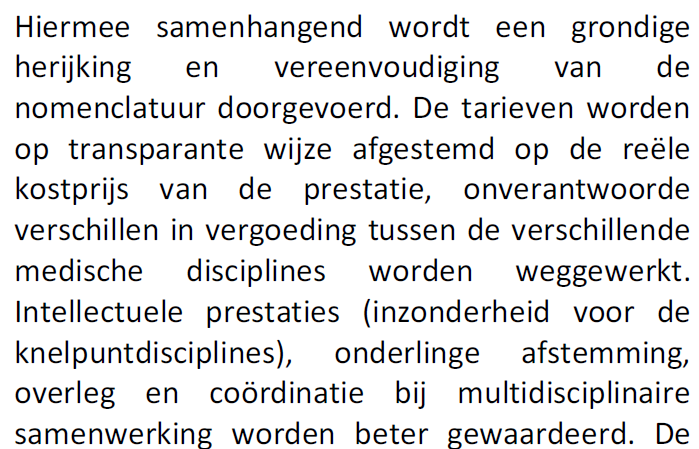 Hiermee samenhangend wordt een grondige
herijking en vereenvoudiging van de
nomenclatuur doorgevoerd. De tarieven worden
op transparante wijze afgestemd op de reële
kostprijs van de prestatie, onverantwoorde
verschillen in vergoeding tussen de verschillende
medische disciplines worden weggewerkt.
Intellectuele prestaties (inzonderheid voor de
knelpuntdisciplines), onderlinge afstemming,
overleg en coördinatie bij multidisciplinaire
samenwerking worden beter gewaardeerd. De